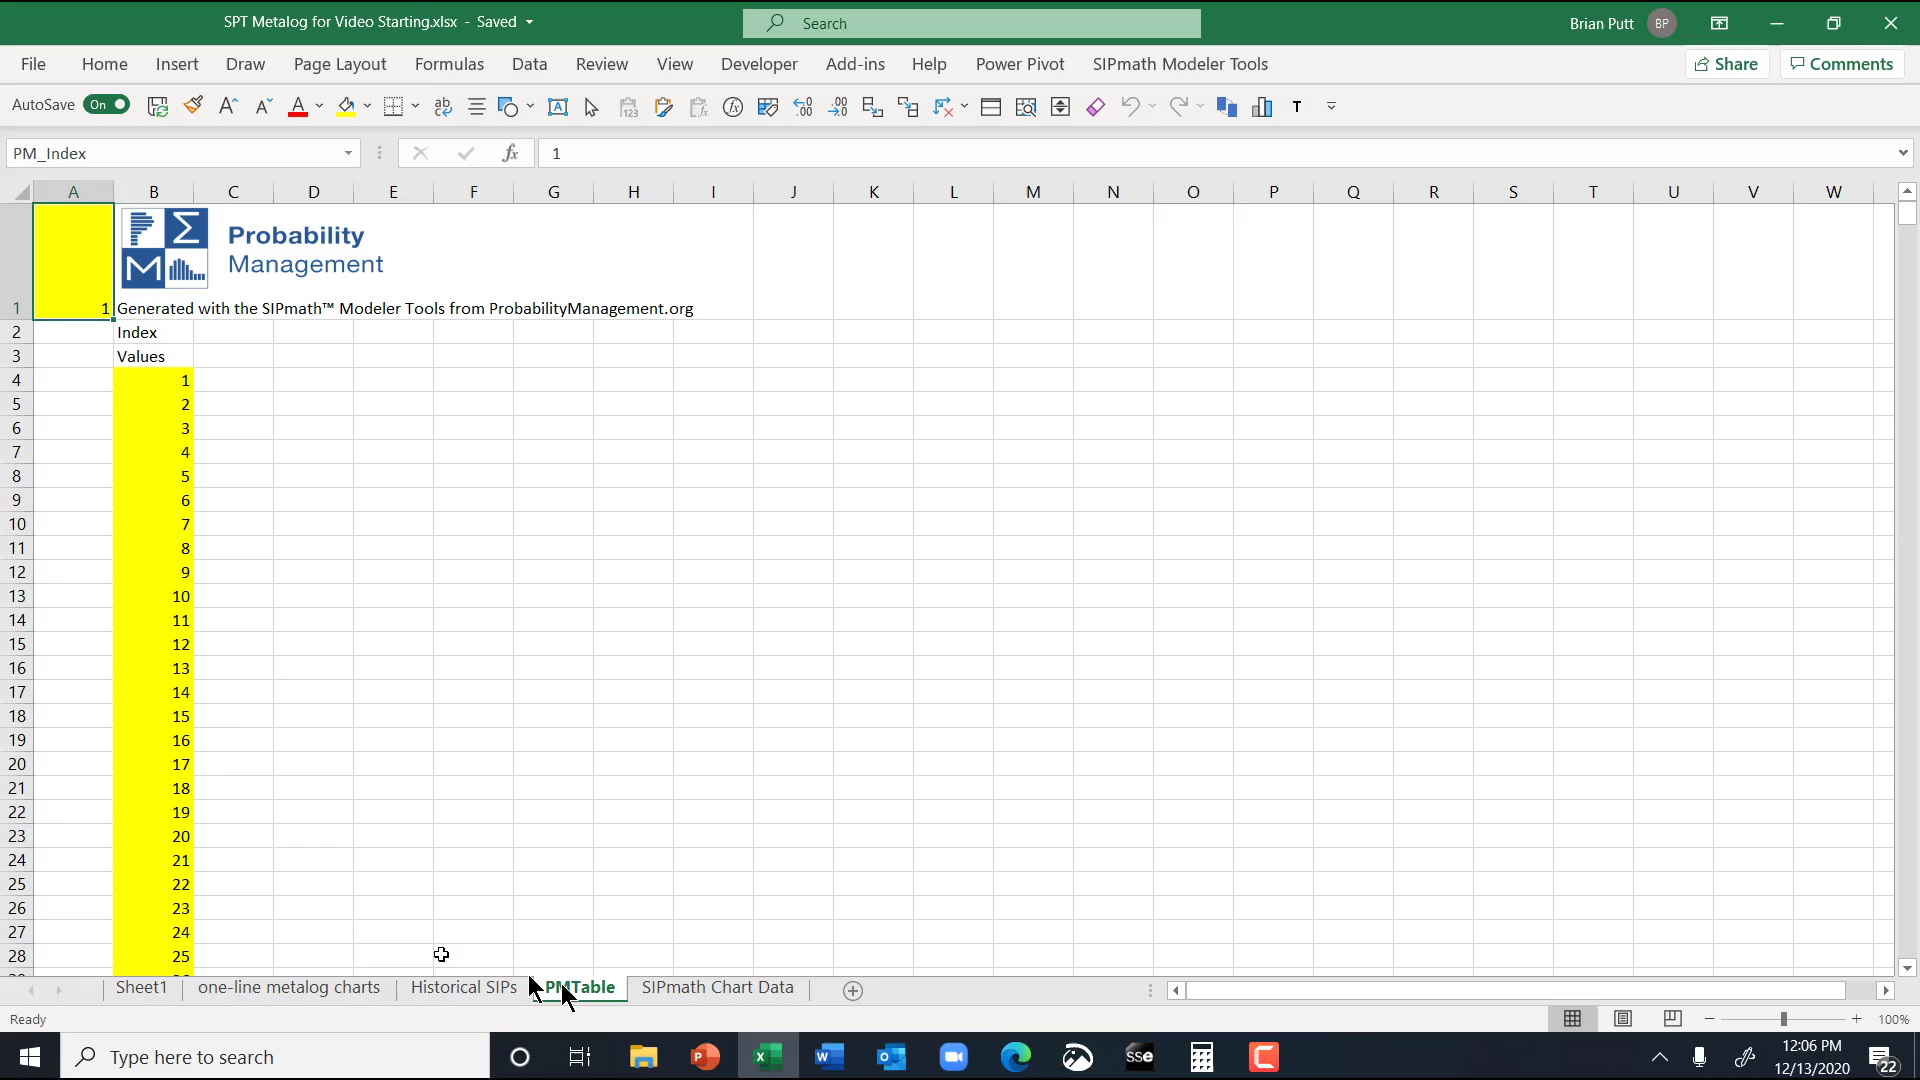 SPT Metalog for Video Starting.xlsx - Saved
Search
Brian Putt BP
File Home Insert Draw Page Layout Formulas Data Review View Developer Add-ins Help Power Pivot SIPmath Modeler Tools Share Comments
AutoSave On
PM_Index
fx 1
A B C D E F G H I J K L M N O P Q R S T U V W
PΣM
Probability
Management
1 1 Generated with the SIPmath™ Modeler Tools from ProbabilityManagement.org
2 Index
3 Values
4 1
5 2
6 3
7 4
8 5
9 6
10 7
11 8
12 9
13 10
14 11
15 12
16 13
17 14
18 15
19 16
20 17
21 18
22 19
23 20
24 21
25 22
26 23
27 24
28 25
Sheet1 one-line metalog charts Historical SIPs PMTable SIPmath Chart Data
Ready 100%
Type here to search
sse
12:06 PM
12/13/2020
22